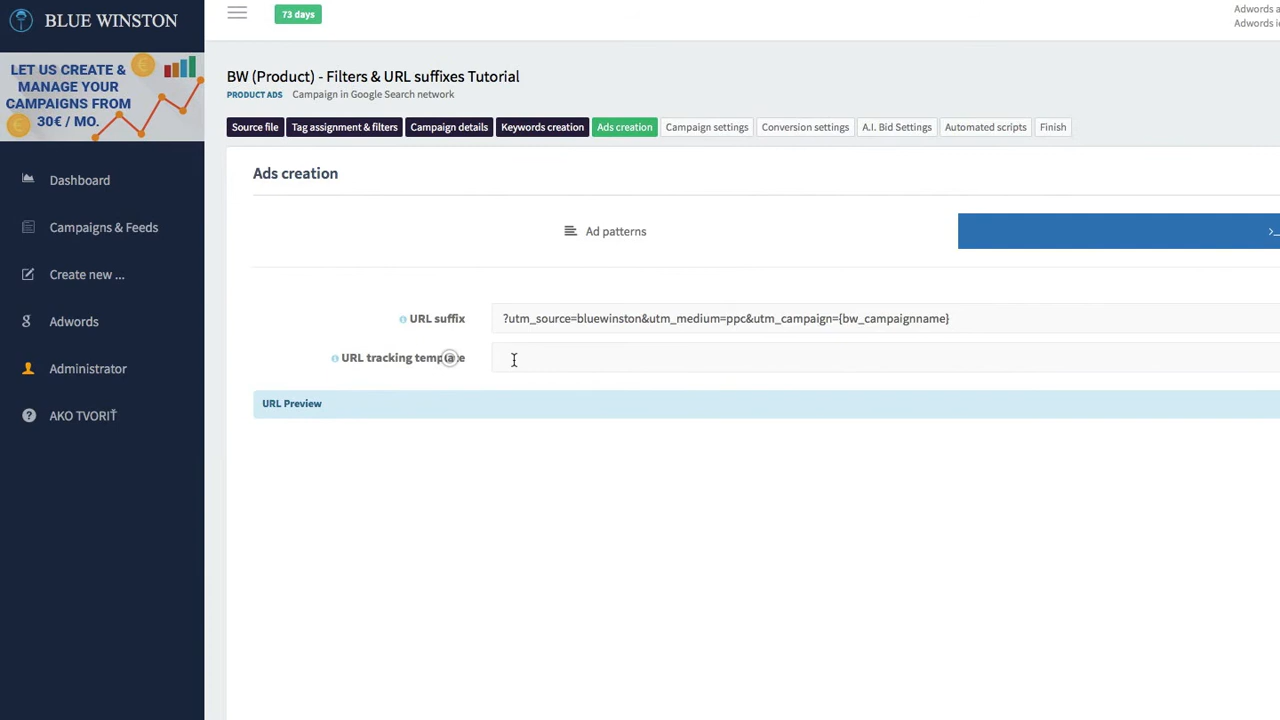 BLUE WINSTON
73 days
Adwords a
Adwords i
LET US CREATE &
MANAGE YOUR
CAMPAIGNS FROM
30€ / MO.
BW (Product) - Filters & URL suffixes Tutorial
PRODUCT ADS Campaign in Google Search network
Source file Tag assignment & filters Campaign details Keywords creation Ads creation Campaign settings Conversion settings A.I. Bid Settings Automated scripts Finish
Dashboard
Campaigns & Feeds
Create new ...
Adwords
Administrator
AKO TVORIŤ
Ads creation
Ad patterns
>_
URL suffix ?utm_source=bluewinston&utm_medium=ppc&utm_campaign={bw_campaignname}
URL tracking template
URL Preview